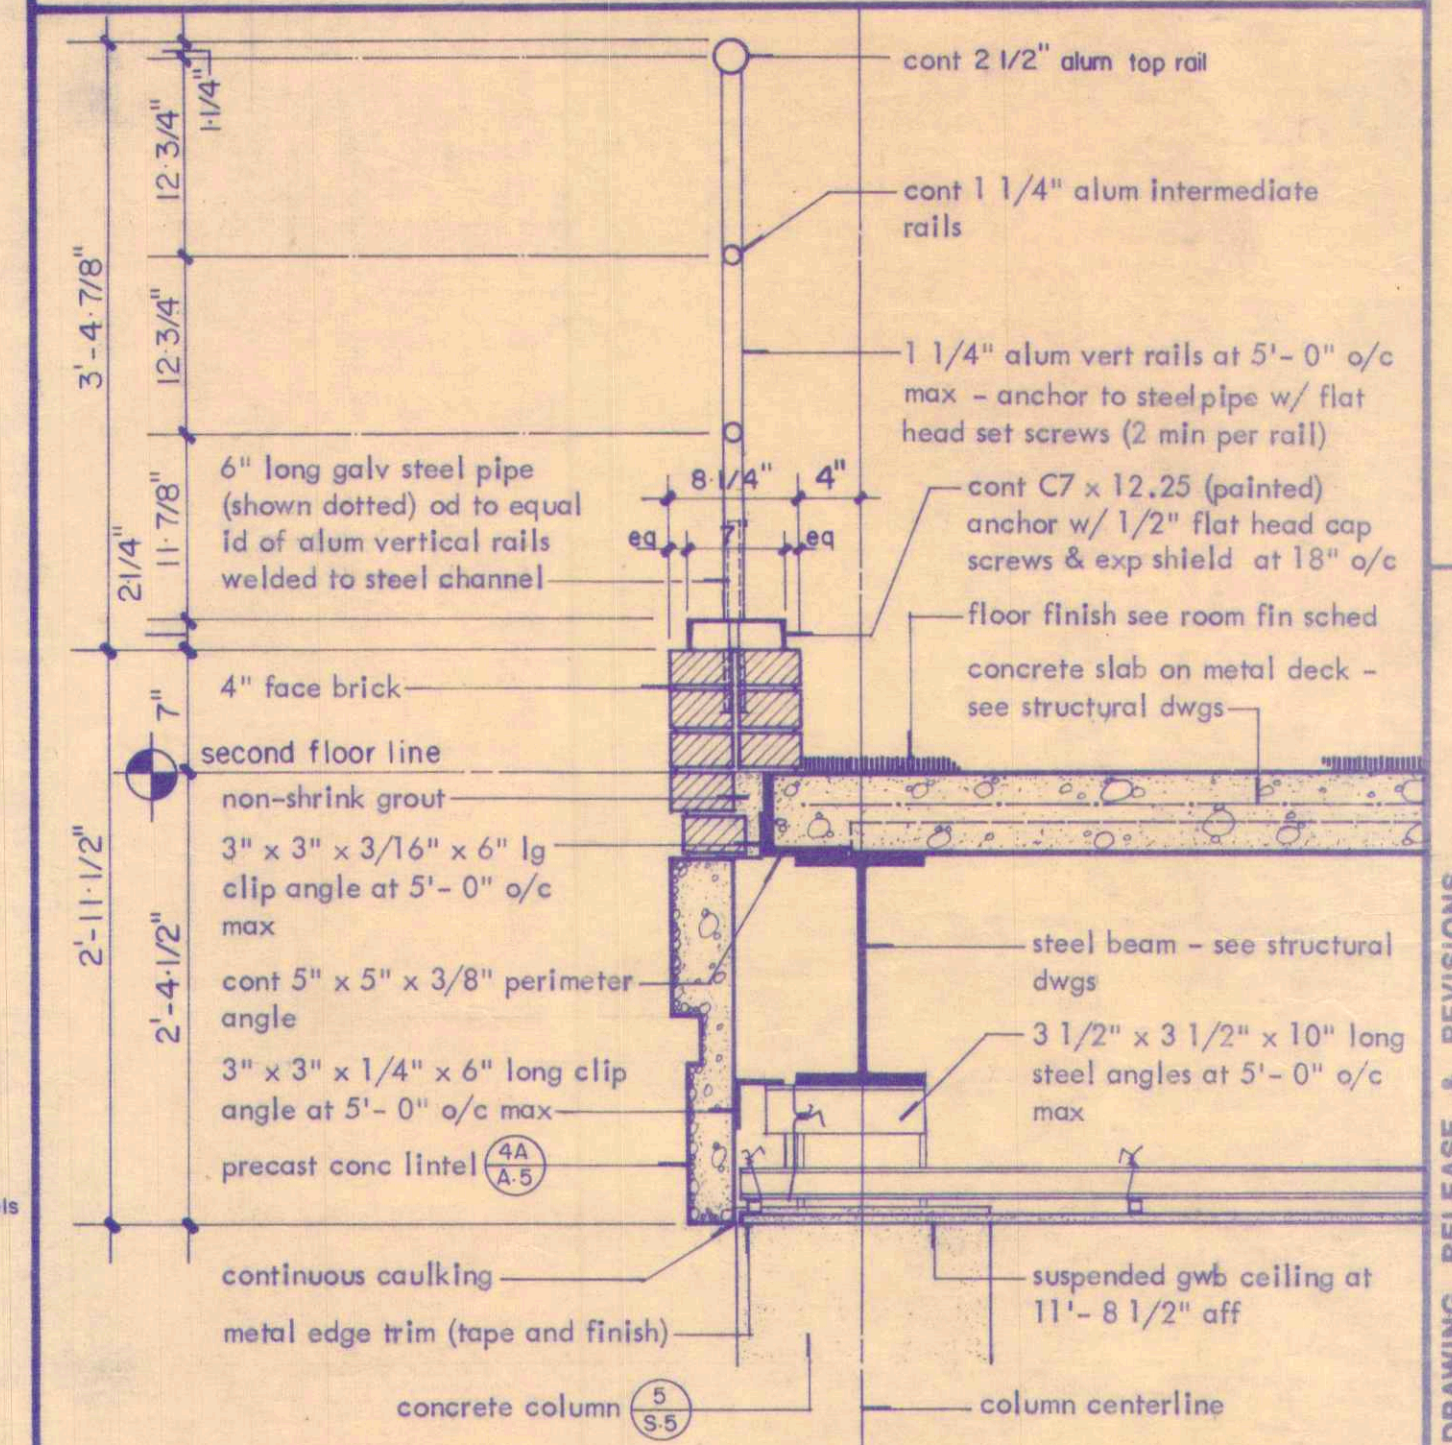 cont 2 1/2" alum top rail
cont 1 1/4" alum intermediate
rails
1 1/4" alum vert rails at 5'- 0" o/c
max - anchor to steel pipe w/ flat
head set screws (2 min per rail)
cont C7 x 12.25 (painted)
anchor w/ 1/2" flat head cap
screws & exp shield at 18" o/c
floor finish see room fin sched
concrete slab on metal deck -
see structural dwgs
steel beam - see structural
dwgs
3 1/2" x 3 1/2" x 10" long
steel angles at 5'- 0" o/c
max
suspended gwb ceiling at
11'- 8 1/2" aff
column centerline
6" long galv steel pipe
(shown dotted) od to equal
id of alum vertical rails
welded to steel channel
4" face brick
second floor line
non-shrink grout
3" x 3" x 3/16" x 6" lg
clip angle at 5'- 0" o/c
max
cont 5" x 5" x 3/8" perimeter
angle
3" x 3" x 1/4" x 6" long clip
angle at 5'- 0" o/c max
precast conc lintel
4A
A.5
continuous caulking
metal edge trim (tape and finish)
concrete column
5
S.5
8·1/4"
4"
eq
7"
eq
1·1/4"
12·3/4"
12·3/4"
11·7/8"
2·1/4"
3'-4·7/8"
7"
2'-4·1/2"
2'-11·1/2"
DRAWING RELEASE & REVISIONS